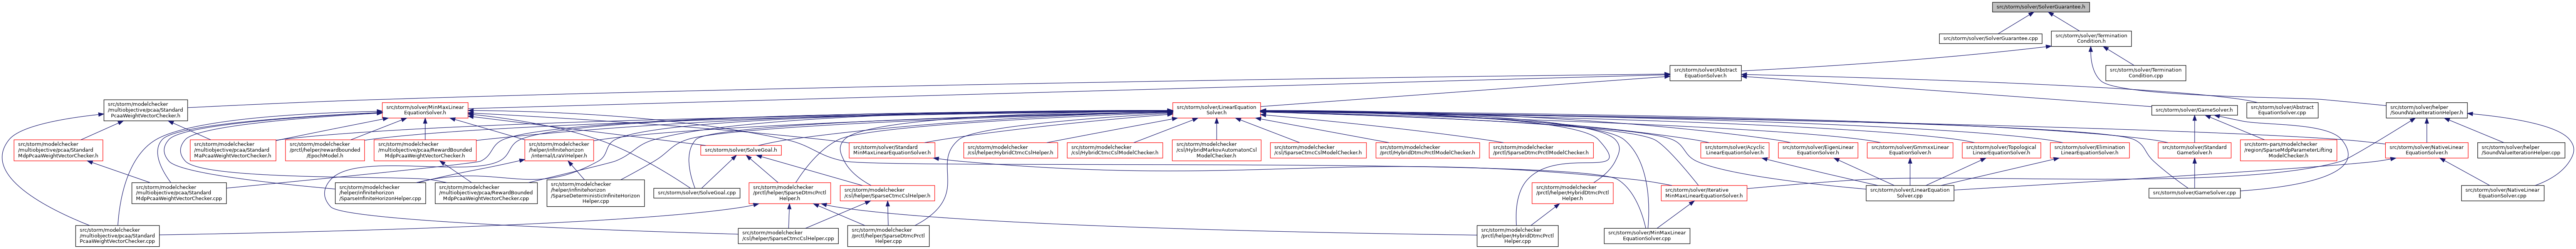 src/storm/solver/SolverGuarantee.h
src/storm/solver/SolverGuarantee.cpp
src/storm/solver/Termination
Condition.h
src/storm/solver/Abstract
EquationSolver.h
src/storm/solver/Termination
Condition.cpp
src/storm/modelchecker
/multiobjective/pcaa/Standard
PcaaWeightVectorChecker.h
src/storm/solver/MinMaxLinear
EquationSolver.h
src/storm/solver/LinearEquation
Solver.h
src/storm/solver/GameSolver.h
src/storm/solver/Abstract
EquationSolver.cpp
src/storm/solver/helper
/SoundValueIterationHelper.h
src/storm/modelchecker
/multiobjective/pcaa/Standard
MdpPcaaWeightVectorChecker.h
src/storm/modelchecker
/multiobjective/pcaa/Standard
MaPcaaWeightVectorChecker.h
src/storm/modelchecker
/prctl/helper/rewardbounded
/EpochModel.h
src/storm/modelchecker
/multiobjective/pcaa/RewardBounded
MdpPcaaWeightVectorChecker.h
src/storm/modelchecker
/helper/infinitehorizon
/internal/LraViHelper.h
src/storm/solver/SolveGoal.h
src/storm/solver/Standard
MinMaxLinearEquationSolver.h
src/storm/modelchecker
/csl/helper/HybridCtmcCslHelper.h
src/storm/modelchecker
/csl/HybridCtmcCslModelChecker.h
src/storm/modelchecker
/csl/HybridMarkovAutomatonCsl
ModelChecker.h
src/storm/modelchecker
/csl/SparseCtmcCslModelChecker.h
src/storm/modelchecker
/prctl/HybridDtmcPrctlModelChecker.h
src/storm/modelchecker
/prctl/SparseDtmcPrctlModelChecker.h
src/storm/solver/Acyclic
LinearEquationSolver.h
src/storm/solver/EigenLinear
EquationSolver.h
src/storm/solver/GmmxxLinear
EquationSolver.h
src/storm/solver/Topological
LinearEquationSolver.h
src/storm/solver/Elimination
LinearEquationSolver.h
src/storm/solver/Standard
GameSolver.h
src/storm-pars/modelchecker
/region/SparseMdpParameterLifting
ModelChecker.h
src/storm/solver/NativeLinear
EquationSolver.h
src/storm/solver/helper
/SoundValueIterationHelper.cpp
src/storm/modelchecker
/multiobjective/pcaa/Standard
MdpPcaaWeightVectorChecker.cpp
src/storm/modelchecker
/helper/infinitehorizon
/SparseInfiniteHorizonHelper.cpp
src/storm/modelchecker
/multiobjective/pcaa/RewardBounded
MdpPcaaWeightVectorChecker.cpp
src/storm/modelchecker
/helper/infinitehorizon
/SparseDeterministicInfiniteHorizon
Helper.cpp
src/storm/solver/SolveGoal.cpp
src/storm/modelchecker
/prctl/helper/SparseDtmcPrctl
Helper.h
src/storm/modelchecker
/csl/helper/SparseCtmcCslHelper.h
src/storm/modelchecker
/prctl/helper/HybridDtmcPrctl
Helper.h
src/storm/solver/Iterative
MinMaxLinearEquationSolver.h
src/storm/solver/LinearEquation
Solver.cpp
src/storm/solver/GameSolver.cpp
src/storm/solver/NativeLinear
EquationSolver.cpp
src/storm/modelchecker
/multiobjective/pcaa/Standard
PcaaWeightVectorChecker.cpp
src/storm/modelchecker
/csl/helper/SparseCtmcCslHelper.cpp
src/storm/modelchecker
/prctl/helper/SparseDtmcPrctl
Helper.cpp
src/storm/modelchecker
/prctl/helper/HybridDtmcPrctl
Helper.cpp
src/storm/solver/MinMaxLinear
EquationSolver.cpp